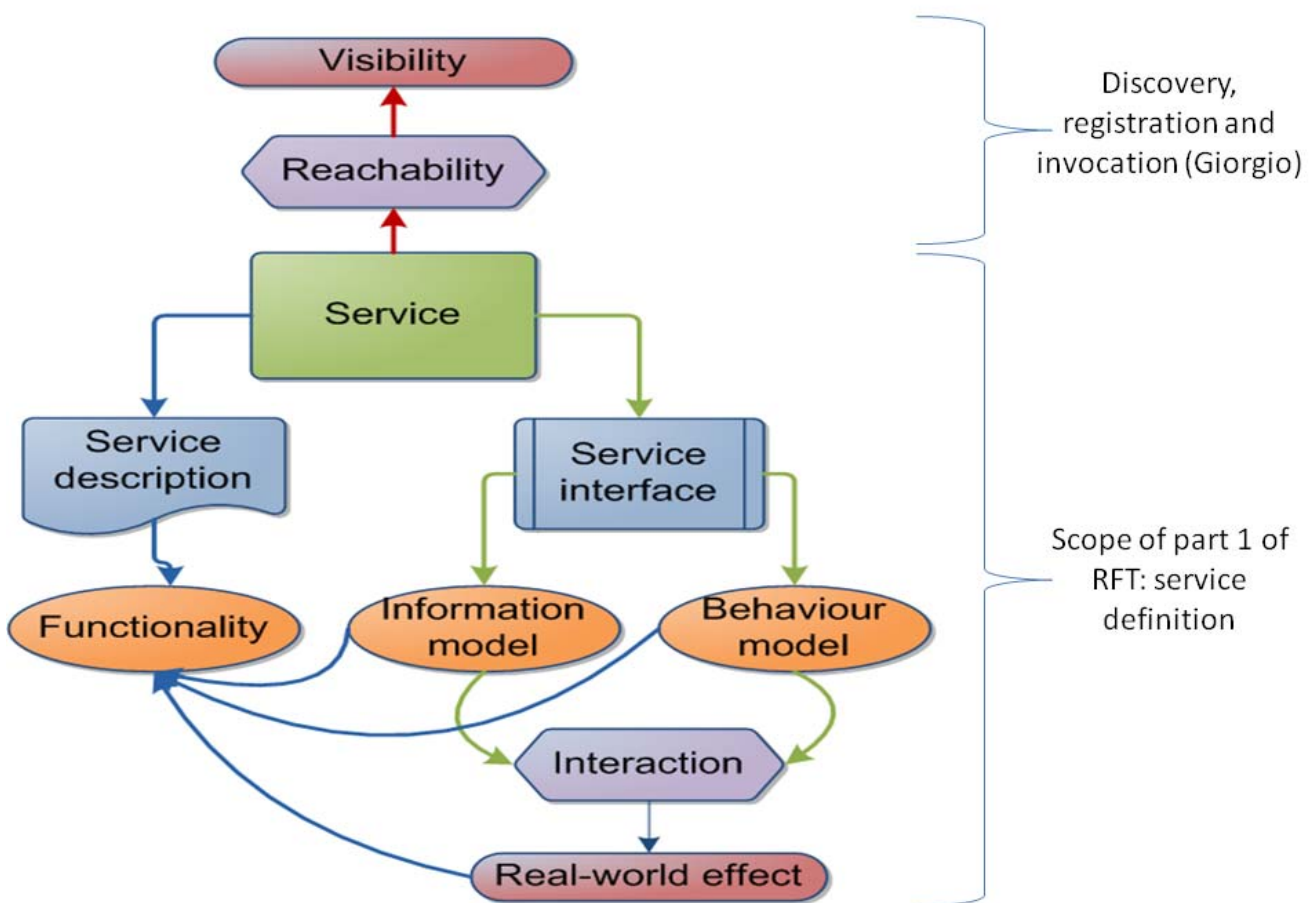 Visibility
Reachability
Service
Service
description
Service
interface
Functionality
Information
model
Behaviour
model
Interaction
Real-world effect
Discovery,
registration and
invocation (Giorgio)
Scope of part 1 of
RFT: service
definition